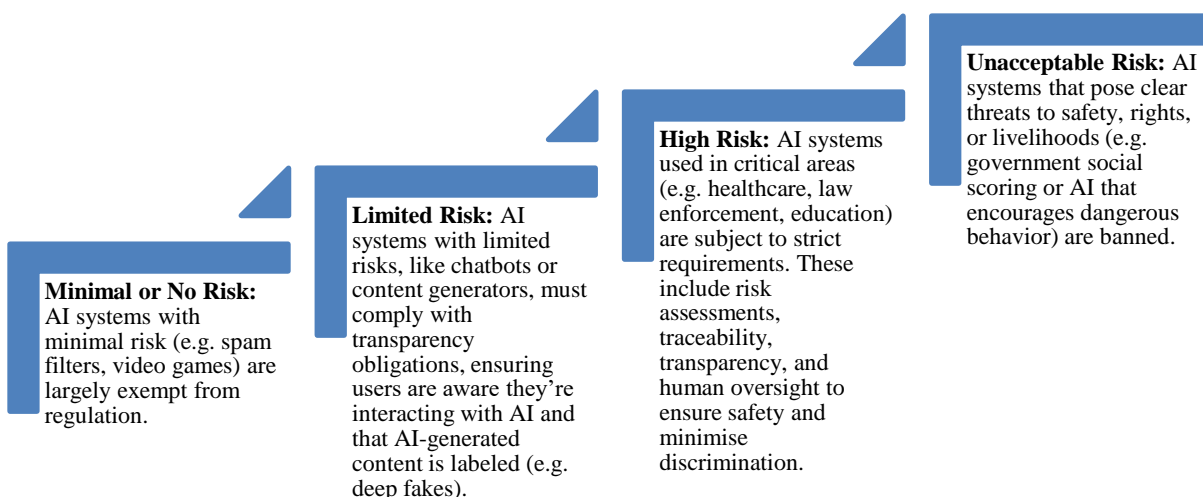 Minimal or No Risk:
AI systems with
minimal risk (e.g. spam
filters, video games) are
largely exempt from
regulation.
Limited Risk: AI
systems with limited
risks, like chatbots or
content generators, must
comply with
transparency
obligations, ensuring
users are aware they’re
interacting with AI and
that AI-generated
content is labeled (e.g.
deep fakes).
High Risk: AI systems
used in critical areas
(e.g. healthcare, law
enforcement, education)
are subject to strict
requirements. These
include risk
assessments,
traceability,
transparency, and
human oversight to
ensure safety and
minimise
discrimination.
Unacceptable Risk: AI
systems that pose clear
threats to safety, rights,
or livelihoods (e.g.
government social
scoring or AI that
encourages dangerous
behavior) are banned.